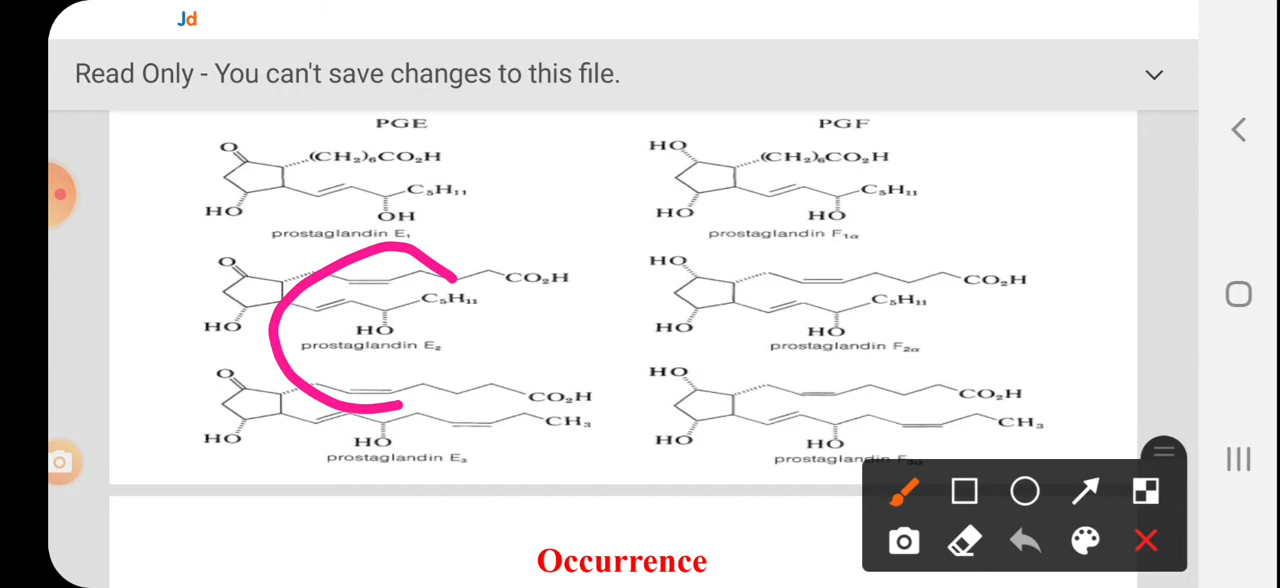 Jd
Read Only - You can't save changes to this file.
PGE
PGF
O
(CH₂)₆CO₂H
C₅H₁₁
HO
OH
prostaglandin E₁
HO
(CH₂)₆CO₂H
C₅H₁₁
HO
HO
prostaglandin F₁α
O
CO₂H
C₅H₁₁
HO
HO
prostaglandin E₂
HO
CO₂H
C₅H₁₁
HO
HO
prostaglandin F₂α
O
CO₂H
CH₃
HO
HO
prostaglandin E₃
HO
CO₂H
CH₃
HO
HO
Occurrence